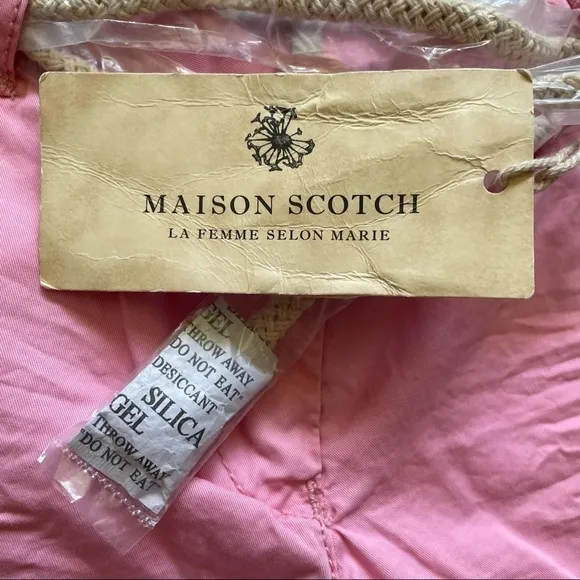 MAISON SCOTCH
LA FEMME SELON MARIE
GEL
THROW AWAY
"DO NOT EAT"
DESICCANT
SILICA
GEL
THROW AWAY
"DO NOT EAT"